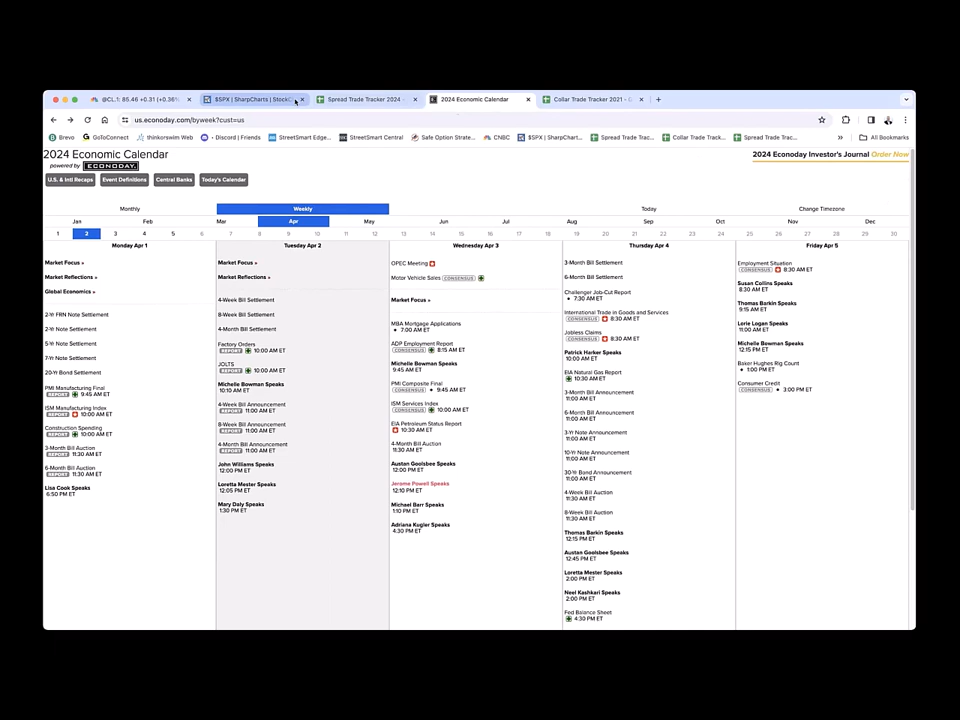 @CL.1: 85.46 +0.31 (+0.36%
$SPX | SharpCharts | StockC
Spread Trade Tracker 2024 -
2024 Economic Calendar
Collar Trade Tracker 2021 - G
us.econoday.com/byweek?cust=us
Brevo
GoToConnect
thinkorswim Web
- Discord | Friends
StreetSmart Edge...
StreetSmart Central
Safe Option Strate...
CNBC
$SPX | SharpChart...
Spread Trade Trac...
Collar Trade Track...
Spread Trade Trac...
»
All Bookmarks
2024 Economic Calendar
powered by ECONODAY.
2024 Econoday Investor's Journal Order Now
U.S. & Intl Recaps
Event Definitions
Central Banks
Today's Calendar
Monthly
Weekly
Today
Change Timezone
Jan Feb Mar Apr May Jun Jul Aug Sep Oct Nov Dec
1 2 3 4 5 6 7 8 9 10 11 12 13 14 15 16 17 18 19 20 21 22 23 24 25 26 27 28 29 30
Monday Apr 1
Market Focus »
Market Reflections »
Global Economics »
2-Yr FRN Note Settlement
2-Yr Note Settlement
5-Yr Note Settlement
7-Yr Note Settlement
20-Yr Bond Settlement
PMI Manufacturing Final
REPORT 9:45 AM ET
ISM Manufacturing Index
REPORT 10:00 AM ET
Construction Spending
REPORT 10:00 AM ET
3-Month Bill Auction
REPORT 11:30 AM ET
6-Month Bill Auction
REPORT 11:30 AM ET
Lisa Cook Speaks
6:50 PM ET
Tuesday Apr 2
Market Focus »
Market Reflections »
4-Week Bill Settlement
8-Week Bill Settlement
4-Month Bill Settlement
Factory Orders
REPORT 10:00 AM ET
JOLTS
REPORT 10:00 AM ET
Michelle Bowman Speaks
10:10 AM ET
4-Week Bill Announcement
REPORT 11:00 AM ET
8-Week Bill Announcement
REPORT 11:00 AM ET
4-Month Bill Announcement
REPORT 11:00 AM ET
John Williams Speaks
12:00 PM ET
Loretta Mester Speaks
12:05 PM ET
Mary Daly Speaks
1:30 PM ET
Wednesday Apr 3
OPEC Meeting
Motor Vehicle Sales CONSENSUS
Market Focus »
MBA Mortgage Applications
7:00 AM ET
ADP Employment Report
CONSENSUS 8:15 AM ET
Michelle Bowman Speaks
9:45 AM ET
PMI Composite Final
CONSENSUS 9:45 AM ET
ISM Services Index
CONSENSUS 10:00 AM ET
EIA Petroleum Status Report
10:30 AM ET
4-Month Bill Auction
11:30 AM ET
Austan Goolsbee Speaks
12:00 PM ET
Jerome Powell Speaks
12:10 PM ET
Michael Barr Speaks
1:10 PM ET
Adriana Kugler Speaks
4:30 PM ET
Thursday Apr 4
3-Month Bill Settlement
6-Month Bill Settlement
Challenger Job-Cut Report
7:30 AM ET
International Trade in Goods and Services
CONSENSUS 8:30 AM ET
Jobless Claims
CONSENSUS 8:30 AM ET
Patrick Harker Speaks
10:00 AM ET
EIA Natural Gas Report
10:30 AM ET
3-Month Bill Announcement
11:00 AM ET
6-Month Bill Announcement
11:00 AM ET
3-Yr Note Announcement
11:00 AM ET
10-Yr Note Announcement
11:00 AM ET
30-Yr Bond Announcement
11:00 AM ET
4-Week Bill Auction
11:30 AM ET
8-Week Bill Auction
11:30 AM ET
Thomas Barkin Speaks
12:15 PM ET
Austan Goolsbee Speaks
12:45 PM ET
Loretta Mester Speaks
2:00 PM ET
Neel Kashkari Speaks
2:00 PM ET
Fed Balance Sheet
4:30 PM ET
Friday Apr 5
Employment Situation
CONSENSUS 8:30 AM ET
Susan Collins Speaks
8:30 AM ET
Thomas Barkin Speaks
9:15 AM ET
Lorie Logan Speaks
11:00 AM ET
Michelle Bowman Speaks
12:15 PM ET
Baker Hughes Rig Count
1:00 PM ET
Consumer Credit
CONSENSUS 3:00 PM ET